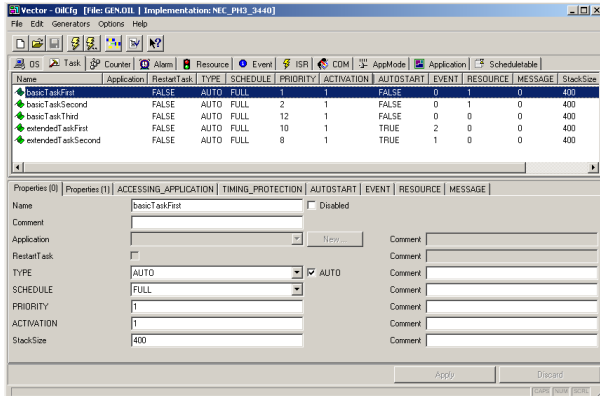 Vector - OilCfg [File: GEN.OIL | Implementation: NEC_PH3_3440]
File Edit Generators Options Help
OS Task Counter Alarm Resource Event ISR COM AppMode Application Scheduletable
Name Application RestartTask TYPE SCHEDULE PRIORITY ACTIVATION AUTOSTART EVENT RESOURCE MESSAGE StackSize
basicTaskFirst FALSE AUTO FULL 1 1 FALSE 0 1 0 400
basicTaskSecond FALSE AUTO FULL 2 1 FALSE 0 1 0 400
basicTaskThird FALSE AUTO FULL 12 1 FALSE 0 0 0 400
extendedTaskFirst FALSE AUTO FULL 10 1 TRUE 2 0 0 400
extendedTaskSecond FALSE AUTO FULL 8 1 TRUE 1 0 0 400
Properties (0) Properties (1) ACCESSING_APPLICATION TIMING_PROTECTION AUTOSTART EVENT RESOURCE MESSAGE
Name basicTaskFirst Disabled
Comment
Application New... Comment
RestartTask Comment
TYPE AUTO AUTO Comment
SCHEDULE FULL Comment
PRIORITY 1 Comment
ACTIVATION 1 Comment
StackSize 400 Comment
Apply Discard
CAPS NUM SCRL